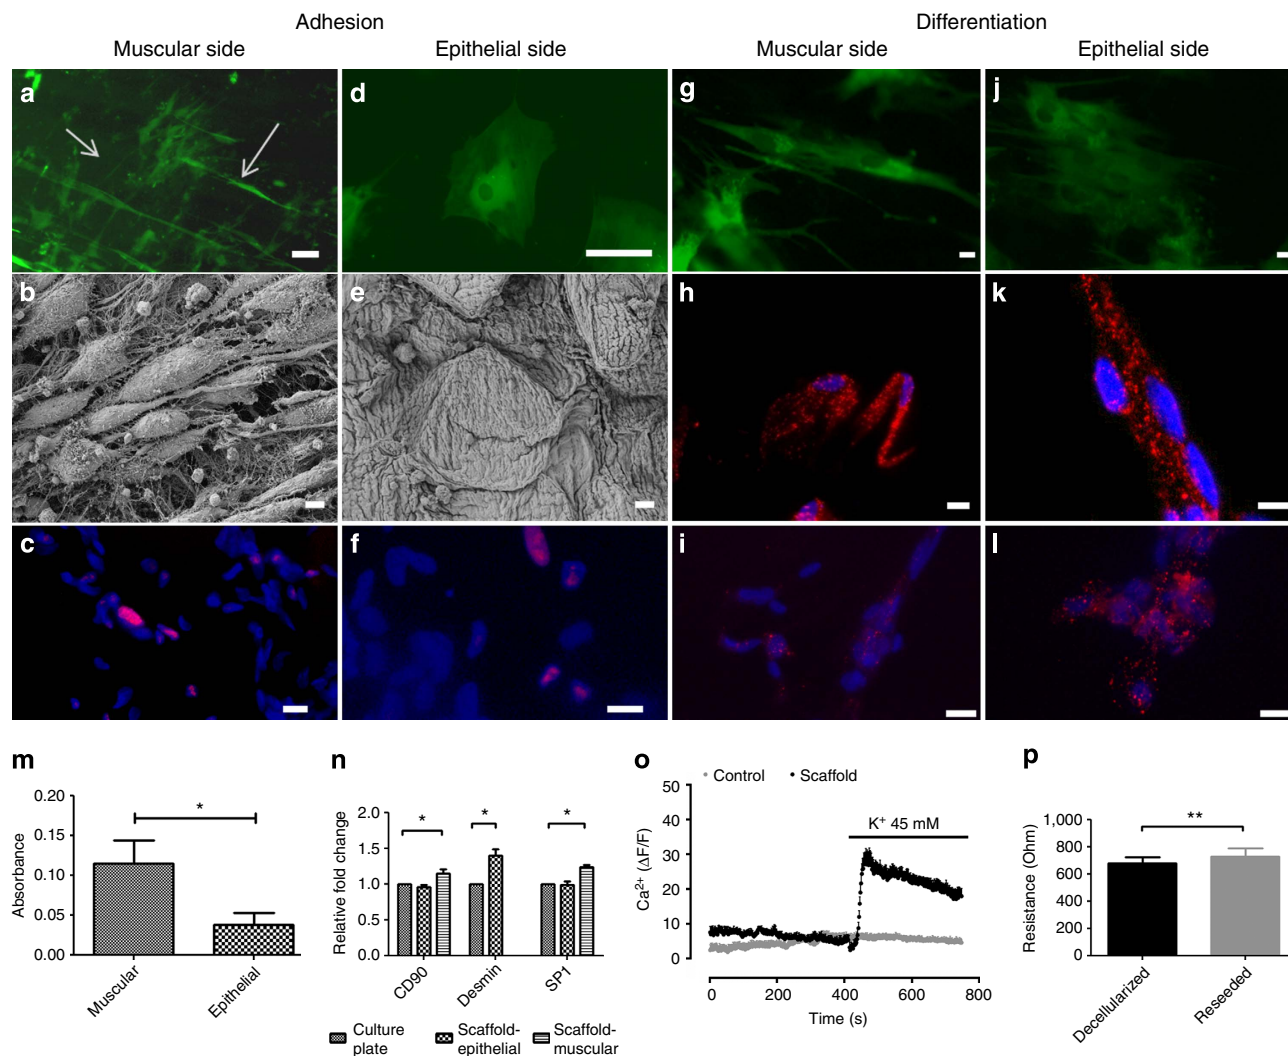 Adhesion Differentiation
Muscular side Epithelial side Muscular side Epithelial side
a d g j
b e h k
c f i l
m n o p
Absorbance
0.20
0.15
0.10
0.05
0
*
Muscular Epithelial
Relative fold change
2.0
1.5
1.0
0.5
0.0
* * *
CD90 Desmin SP1
Culture plate
Scaffold-epithelial
Scaffold-muscular
Control Scaffold
Ca²⁺ (ΔF/F)
50
40
30
20
10
0
K⁺ 45 mM
0 200 400 600 800
Time (s)
Resistance (Ohm)
1,000
800
600
400
200
0
**
Decellularized Reseeded